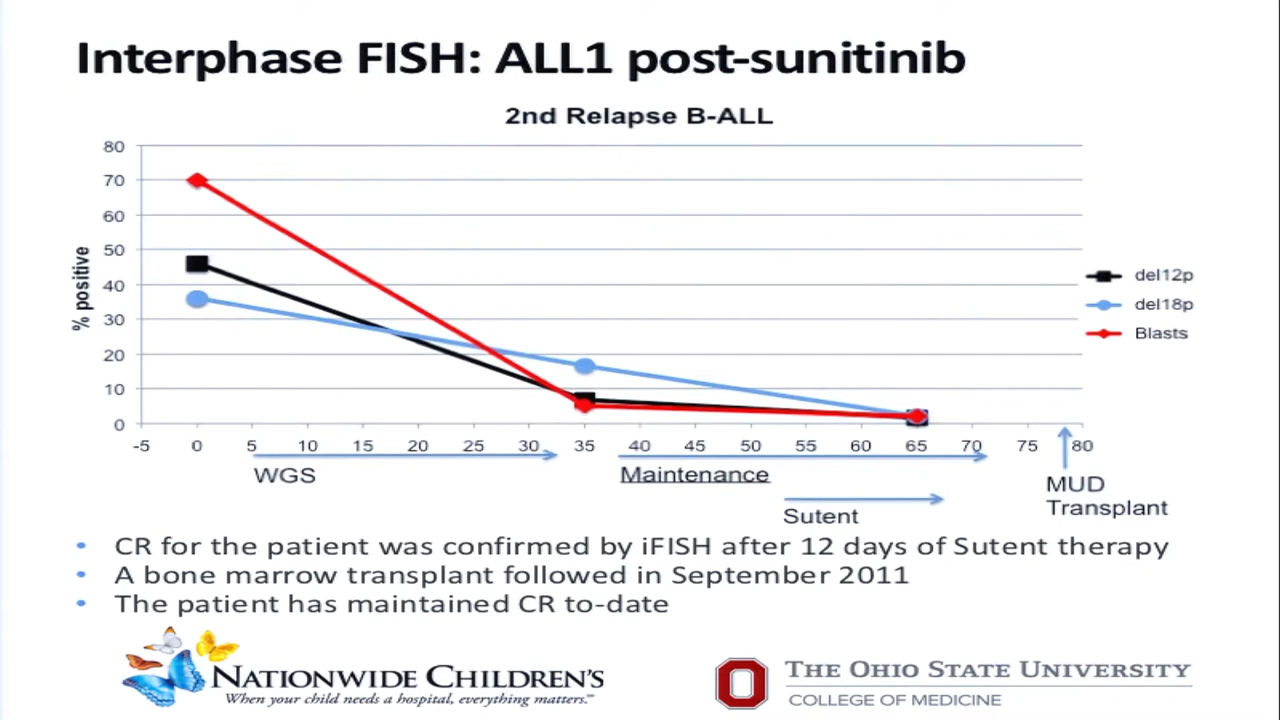 Interphase FISH: ALL1 post-sunitinib
2nd Relapse B-ALL
80
70
60
50
40
30
20
10
0
% positive
-5 0 5 10 15 20 25 30 35 40 45 50 55 60 65 70 75 80
del12p
del18p
Blasts
WGS
Maintenance
Sutent
MUD
Transplant
• CR for the patient was confirmed by iFISH after 12 days of Sutent therapy
• A bone marrow transplant followed in September 2011
• The patient has maintained CR to-date
NATIONWIDE CHILDREN'S
When your child needs a hospital, everything matters.℠
THE OHIO STATE UNIVERSITY
COLLEGE OF MEDICINE